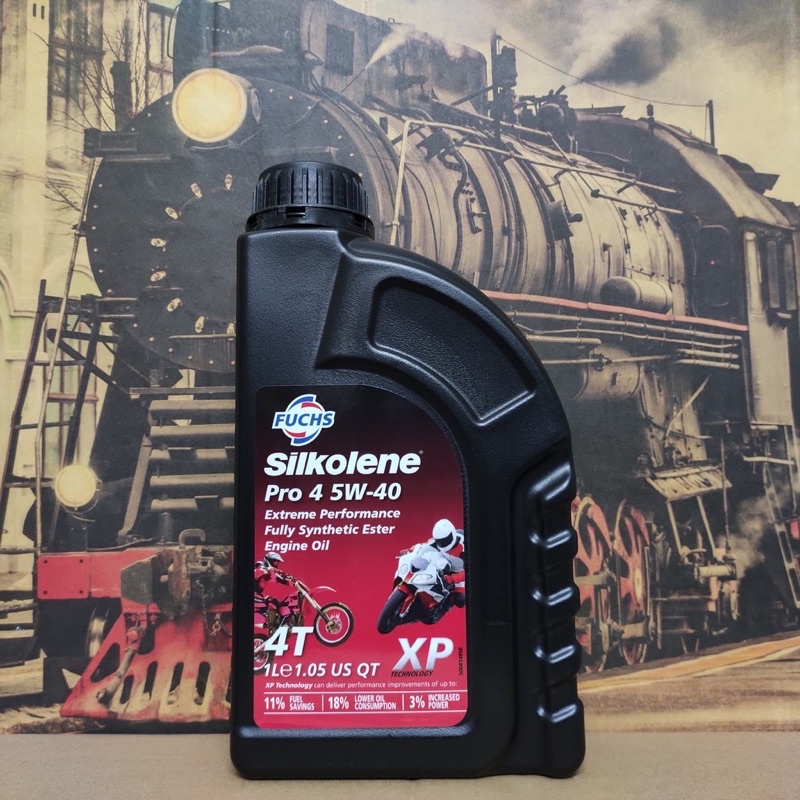 FUCHS
Silkolene®
Pro 4 5W-40
Extreme Performance
Fully Synthetic Ester
Engine Oil
4T
1L℮1.05 US QT
XP
TECHNOLOGY
XP Technology can deliver performance improvements of up to:
11% FUEL SAVINGS
18% LOWER OIL CONSUMPTION
3% INCREASED POWER